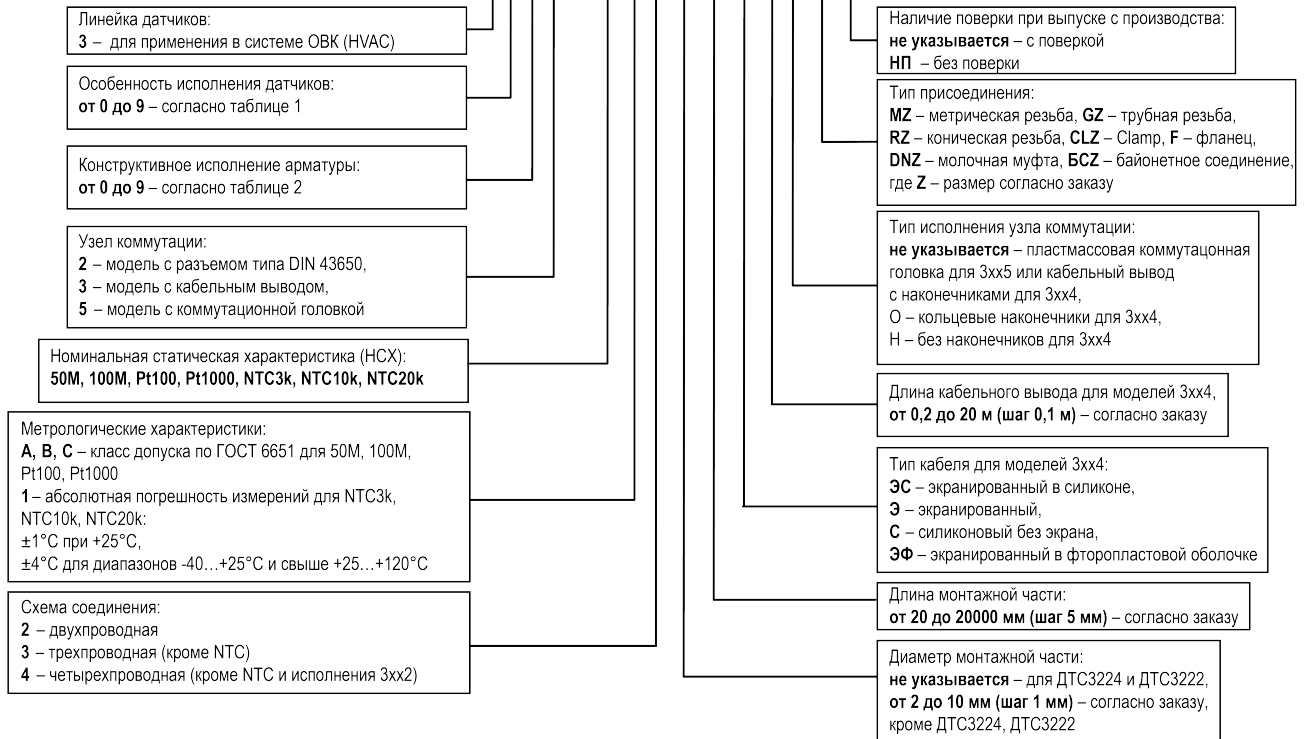 Линейка датчиков:
3 – для применения в системе ОВК (HVAC)
Особенность исполнения датчиков:
от 0 до 9 – согласно таблице 1
Конструктивное исполнение арматуры:
от 0 до 9 – согласно таблице 2
Узел коммутации:
2 – модель с разъемом типа DIN 43650,
3 – модель с кабельным выводом,
5 – модель с коммутационной головкой
Номинальная статическая характеристика (НСХ):
50М, 100М, Pt100, Pt1000, NTC3k, NTC10k, NTC20k
Метрологические характеристики:
А, В, С – класс допуска по ГОСТ 6651 для 50М, 100М,
Pt100, Pt1000
1 – абсолютная погрешность измерений для NTC3k,
NTC10k, NTC20k:
±1°С при +25°С,
±4°С для диапазонов -40…+25°С и свыше +25…+120°С
Схема соединения:
2 – двухпроводная
3 – трехпроводная (кроме NTC)
4 – четырехпроводная (кроме NTC и исполнения 3хх2)
Наличие поверки при выпуске с производства:
не указывается – с поверкой
НП – без поверки
Тип присоединения:
MZ – метрическая резьба, GZ – трубная резьба,
RZ – коническая резьба, CLZ – Clamp, F – фланец,
DNZ – молочная муфта, БСZ – байонетное соединение,
где Z – размер согласно заказу
Тип исполнения узла коммутации:
не указывается – пластмассовая коммутацонная
головка для 3хх5 или кабельный вывод
с наконечниками для 3хх4,
О – кольцевые наконечники для 3хх4,
Н – без наконечников для 3хх4
Длина кабельного вывода для моделей 3хх4,
от 0,2 до 20 м (шаг 0,1 м) – согласно заказу
Тип кабеля для моделей 3хх4:
ЭС – экранированный в силиконе,
Э – экранированный,
С – силиконовый без экрана,
ЭФ – экранированный в фторопластовой оболочке
Длина монтажной части:
от 20 до 20000 мм (шаг 5 мм) – согласно заказу
Диаметр монтажной части:
не указывается – для ДТС3224 и ДТС3222,
от 2 до 10 мм (шаг 1 мм) – согласно заказу,
кроме ДТС3224, ДТС3222